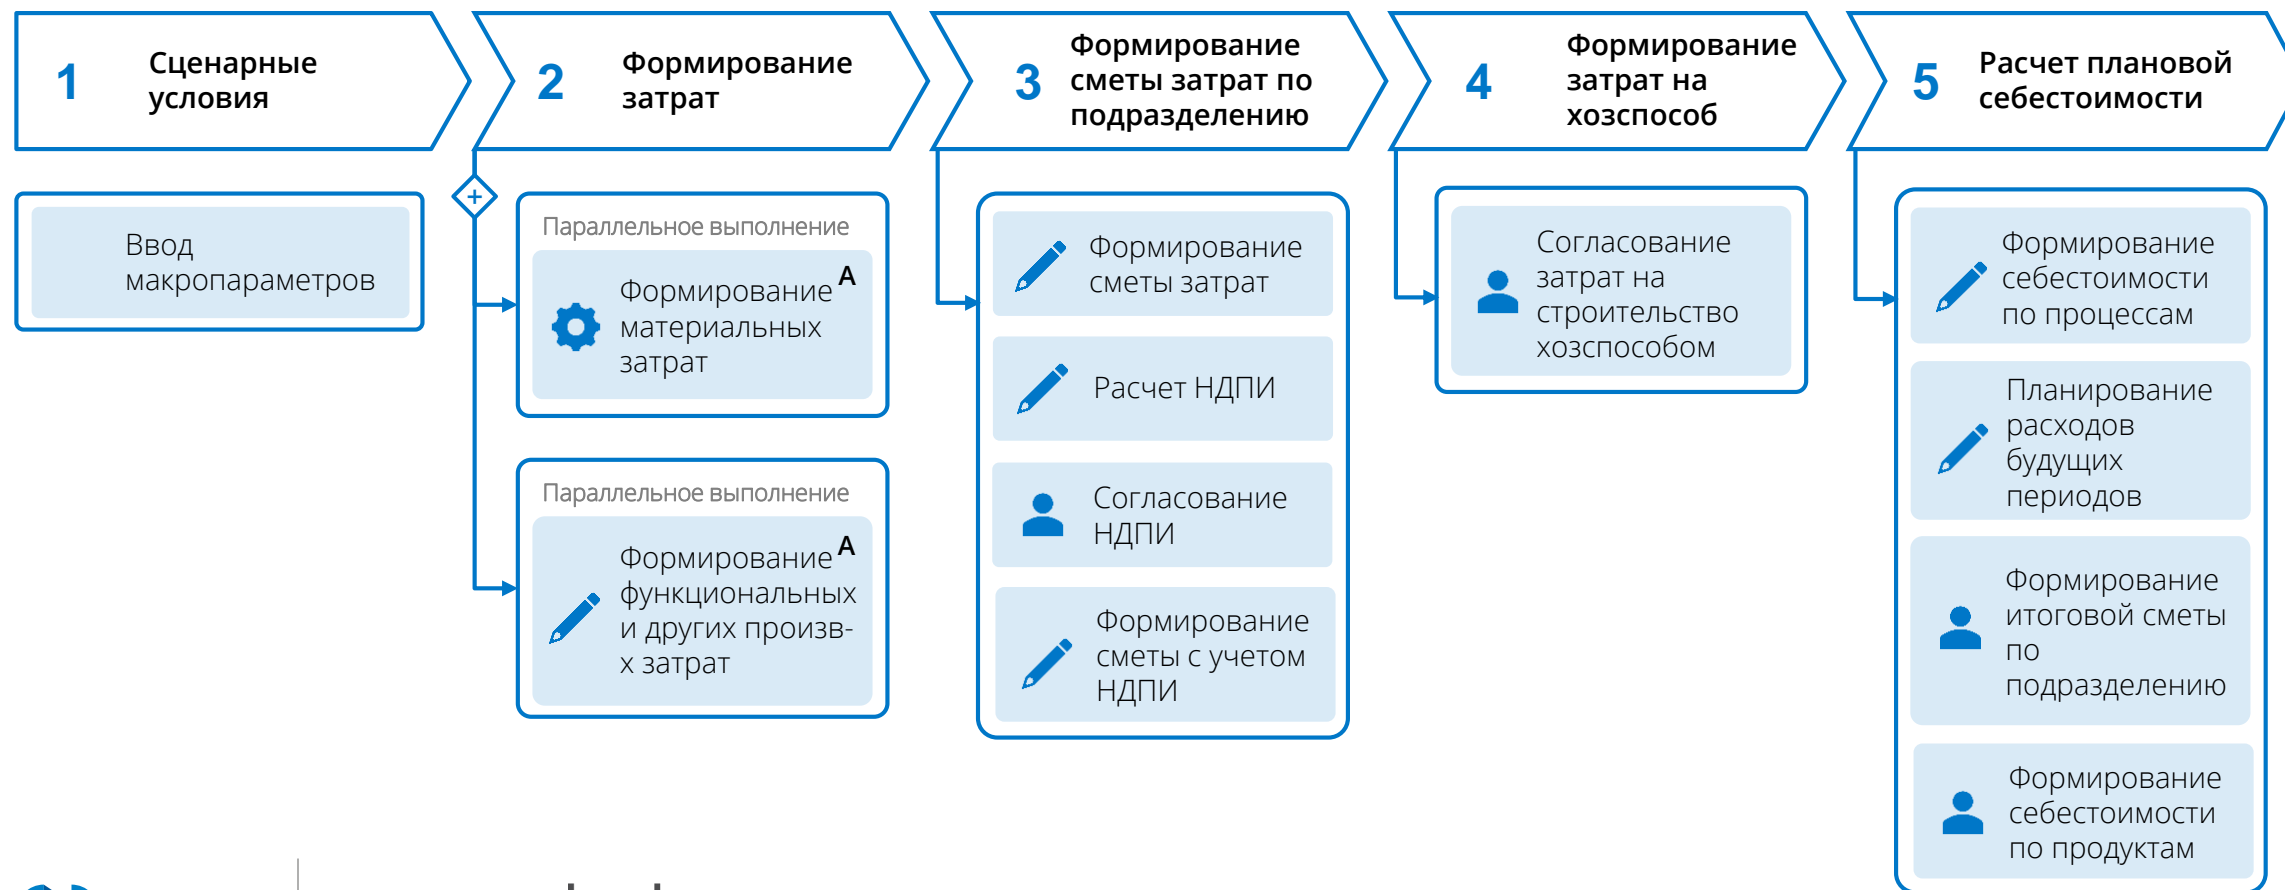 1
Сценарные
условия
2
Формирование
затрат
3
Формирование
сметы затрат по
подразделению
4
Формирование
затрат на
хозспособ
5
Расчет плановой
себестоимости
Ввод
макропараметров
+
Параллельное выполнение
Формирование A
материальных
затрат
Параллельное выполнение
Формирование A
функциональных
и других произв-
х затрат
Формирование
сметы затрат
Расчет НДПИ
Согласование
НДПИ
Формирование
сметы с учетом
НДПИ
Согласование
затрат на
строительство
хозспособом
Формирование
себестоимости
по процессам
Планирование
расходов
будущих
периодов
Формирование
итоговой сметы
по
подразделению
Формирование
себестоимости
по продуктам